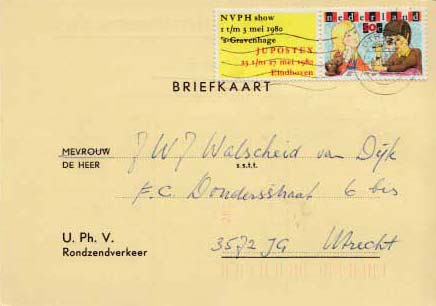 NVPH show
1 t/m 3 mei 1980
's-Gravenhage
JUPOSTEX
23 t/m 27 mei 1980
Eindhoven
nederland
50c
BRIEFKAART
MEVROUW
DE HEER
J W J Walscheid van Dijk
s.s.t.t.
F.C. Dondersstraat 6 bis
U. Ph. V.
Rondzendverkeer
3572 JG Utrecht